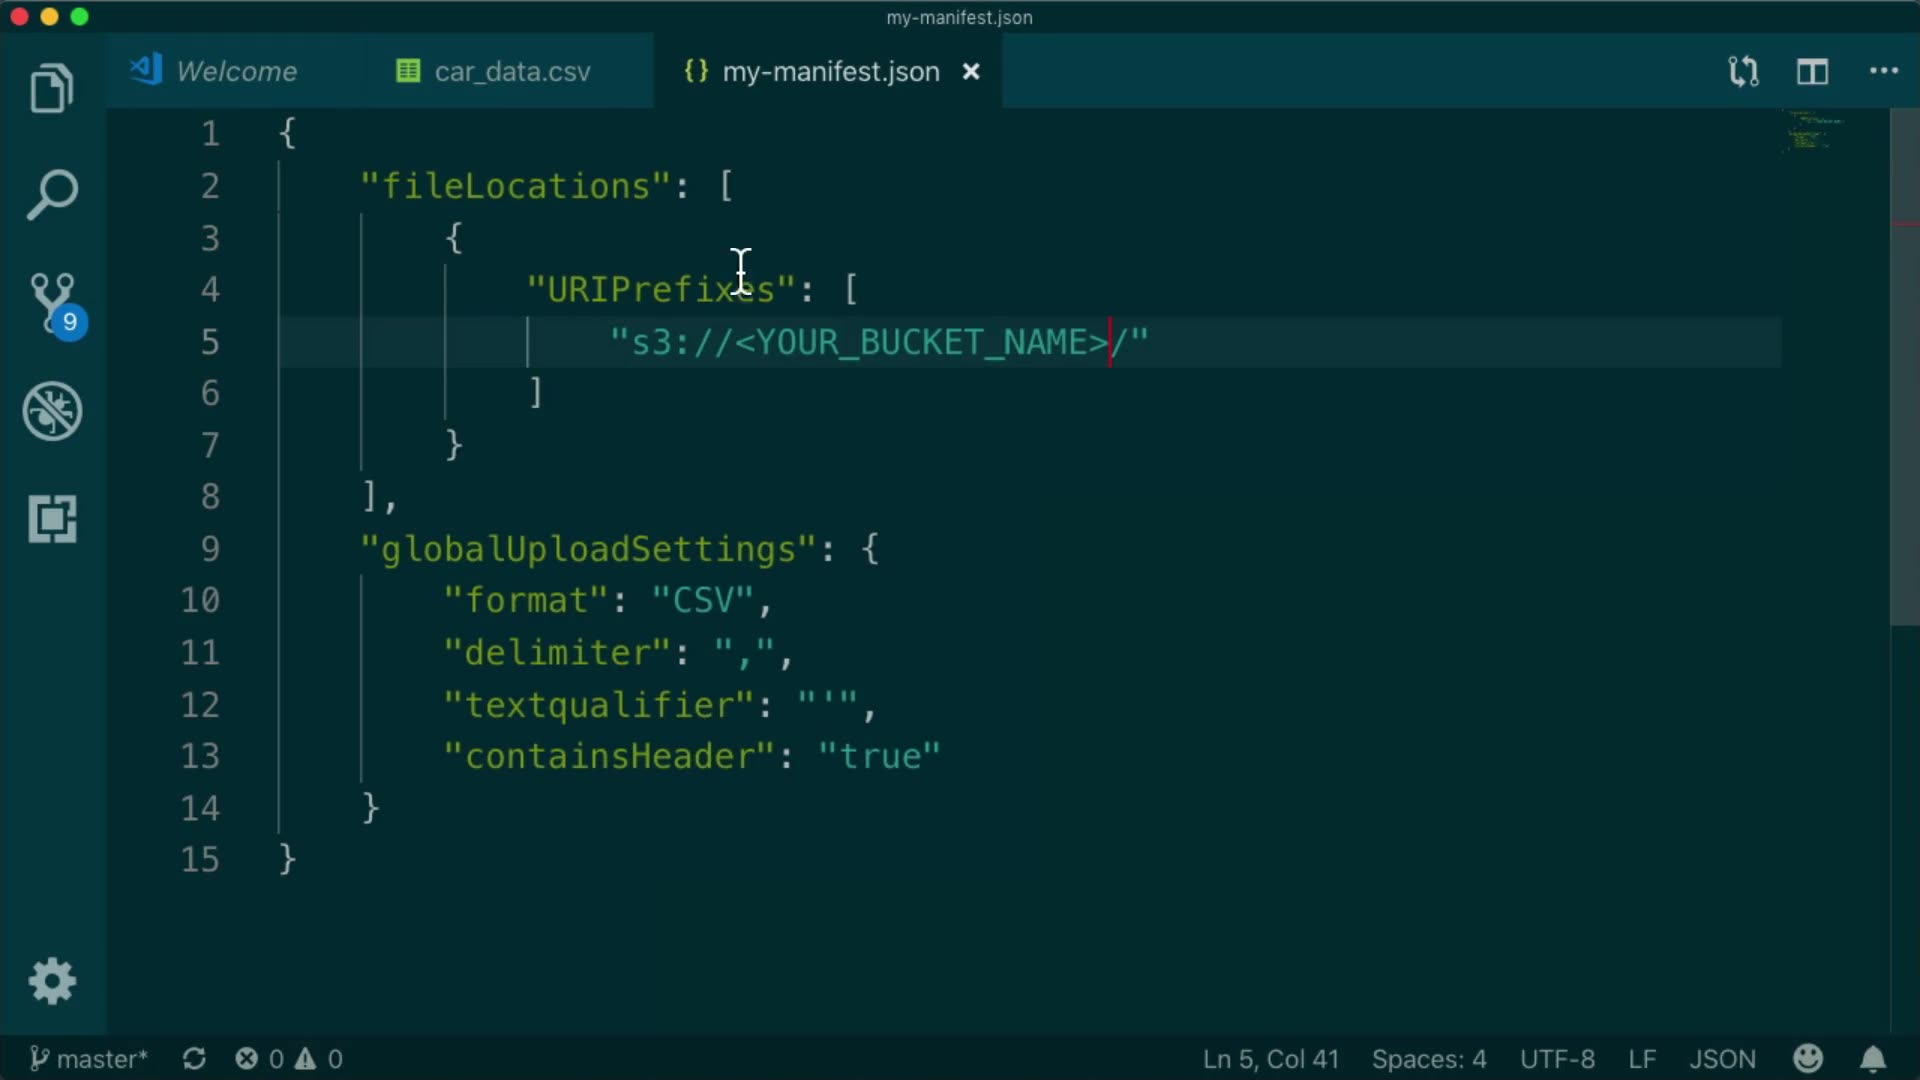 my-manifest.json
Welcome
car_data.csv
{} my-manifest.json
1 {
2 "fileLocations": [
3 {
4 "URIPrefixes": [
5 "s3://<YOUR_BUCKET_NAME>/"
6 ]
7 }
8 ],
9 "globalUploadSettings": {
10 "format": "CSV",
11 "delimiter": ",",
12 "textqualifier": "'",
13 "containsHeader": "true"
14 }
15 }
9
master* 0 0 Ln 5, Col 41 Spaces: 4 UTF-8 LF JSON